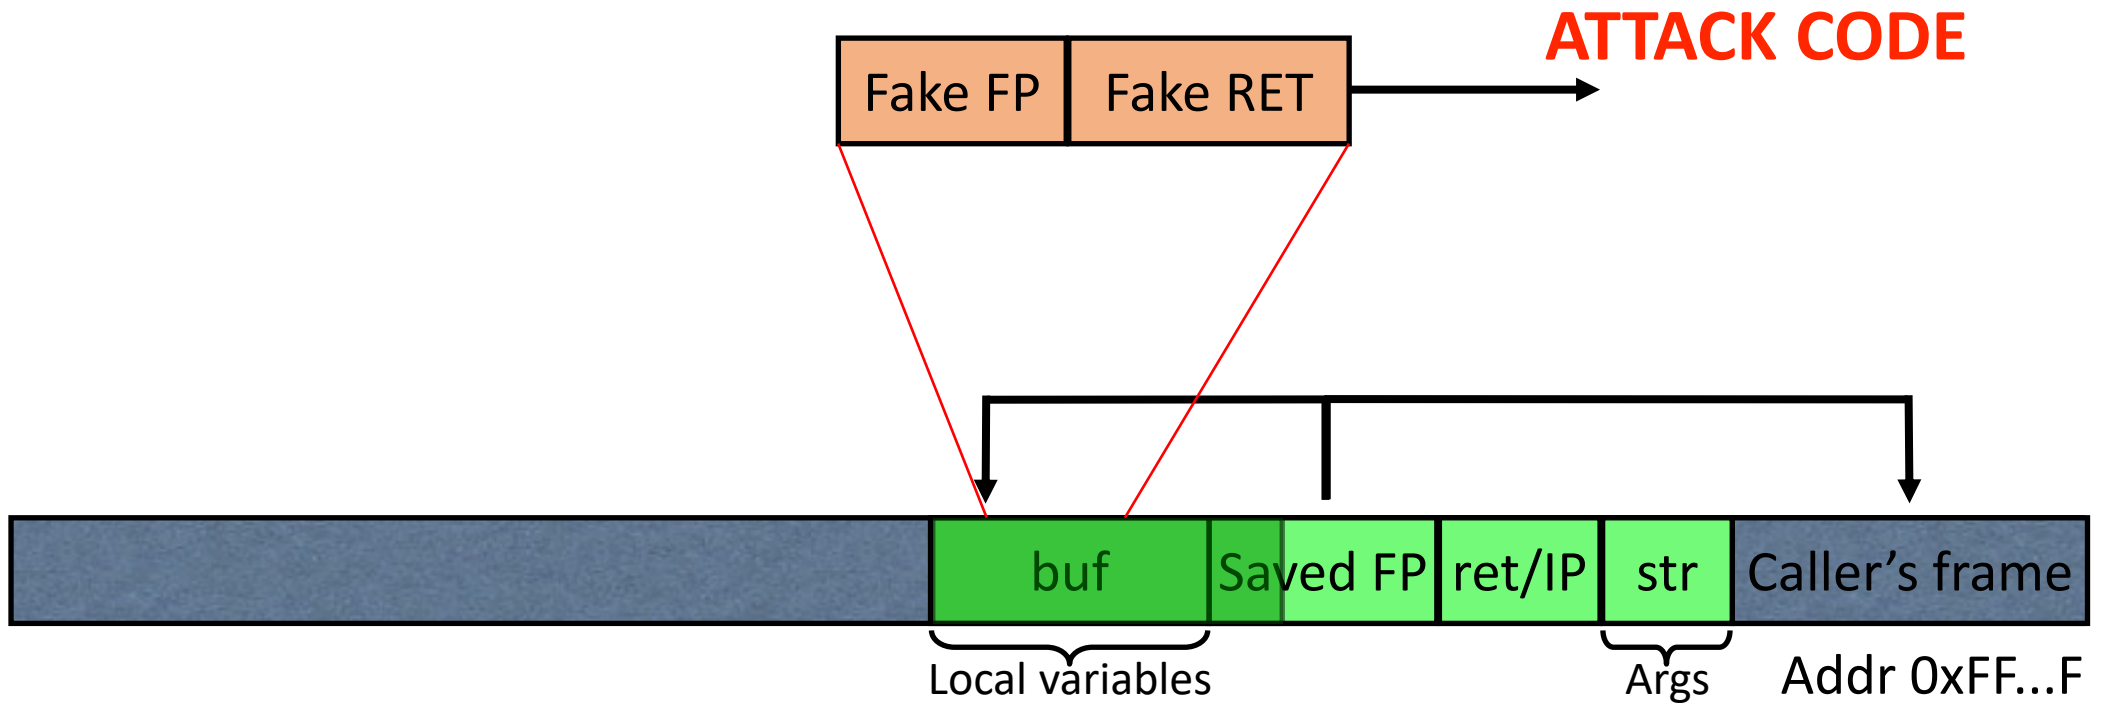 ATTACK CODE
Fake FP Fake RET
buf Saved FP ret/IP str Caller’s frame
Local variables Args Addr 0xFF...F